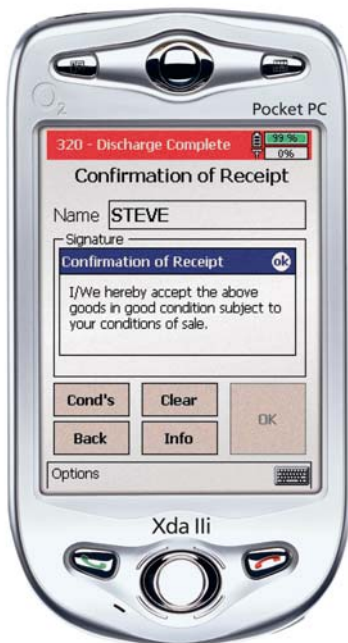 O2
Pocket PC
320 - Discharge Complete
99.%
0%
Confirmation of Receipt
Name STEVE
Signature
Confirmation of Receipt ok
I/We hereby accept the above
goods in good condition subject to
your conditions of sale.
Cond's Clear
OK
Back Info
Options
Xda IIi